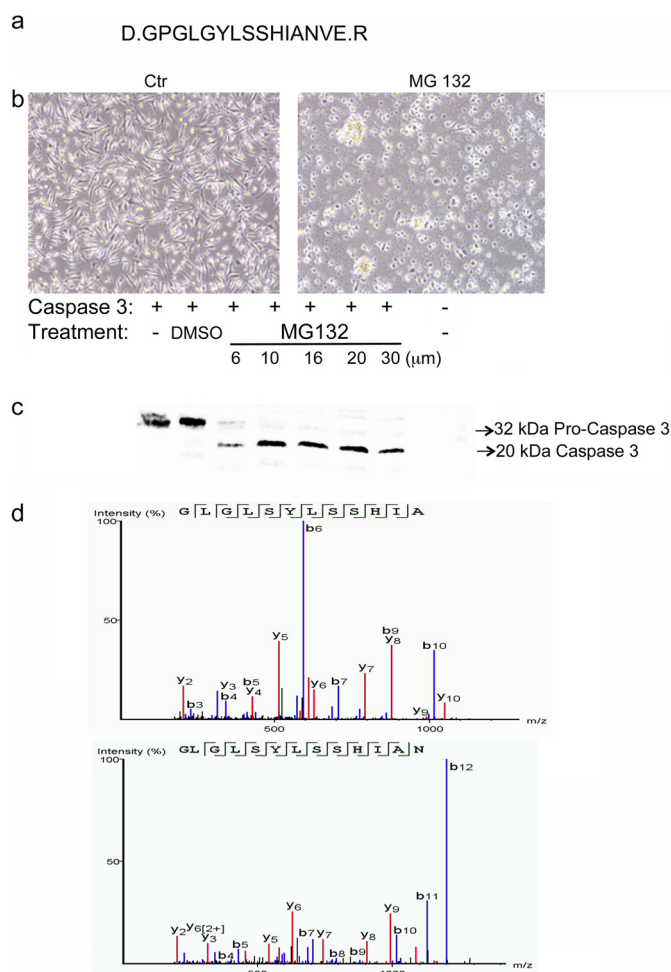 a
D.GPGLGYLSSHIANVE.R
Ctr
MG 132
b
Caspase 3: + + + + + + + -
Treatment: - DMSO MG132 -
6 10 16 20 30 (μm)
c
32 kDa Pro-Caspase 3
20 kDa Caspase 3
d
Intensity (%)
G L G L S Y L S S H I A
100
b6
50
y5
b9
y8
b10
y7
y2
y3
b5
y6
b7
b4
y4
y10
b3
y9
500
1000
m/z
Intensity (%)
G L G L S Y L S S H I A N
100
b12
50
y6
y9
b11
y2
y6[2+]
y3
b4
b5
y5
b7
y7
b8
b9
y8
b10
500
1000
m/z